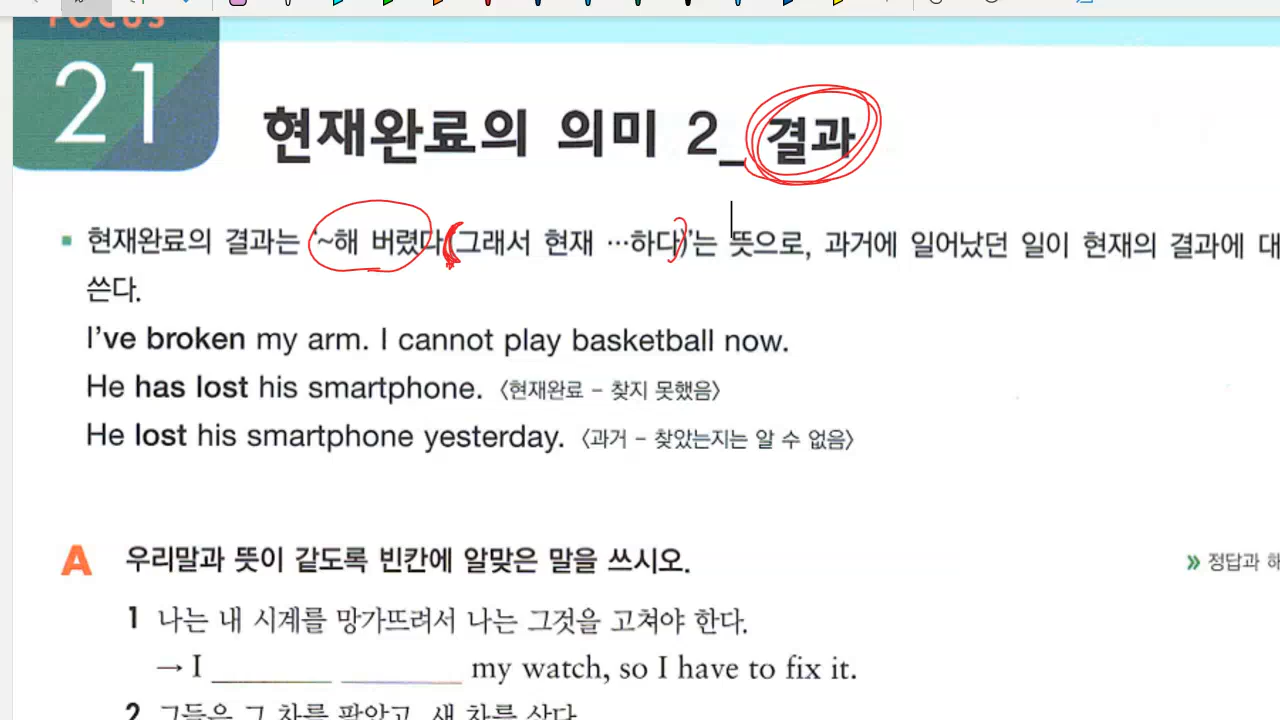 FOCUS
21
현재완료의 의미 2_ 결과
현재완료의 결과는 '~해 버렸다(그래서 현재 …하다)'는 뜻으로, 과거에 일어났던 일이 현재의 결과에 대
쓴다.
I've broken my arm. I cannot play basketball now.
He has lost his smartphone. 〈현재완료 – 찾지 못했음〉
He lost his smartphone yesterday. 〈과거 – 찾았는지는 알 수 없음〉
A 우리말과 뜻이 같도록 빈칸에 알맞은 말을 쓰시오.
» 정답과 해
1 나는 내 시계를 망가뜨려서 나는 그것을 고쳐야 한다.
→ I ________ ________ my watch, so I have to fix it.
2 그들은 그 차를 팔았고, 새 차를 샀다.